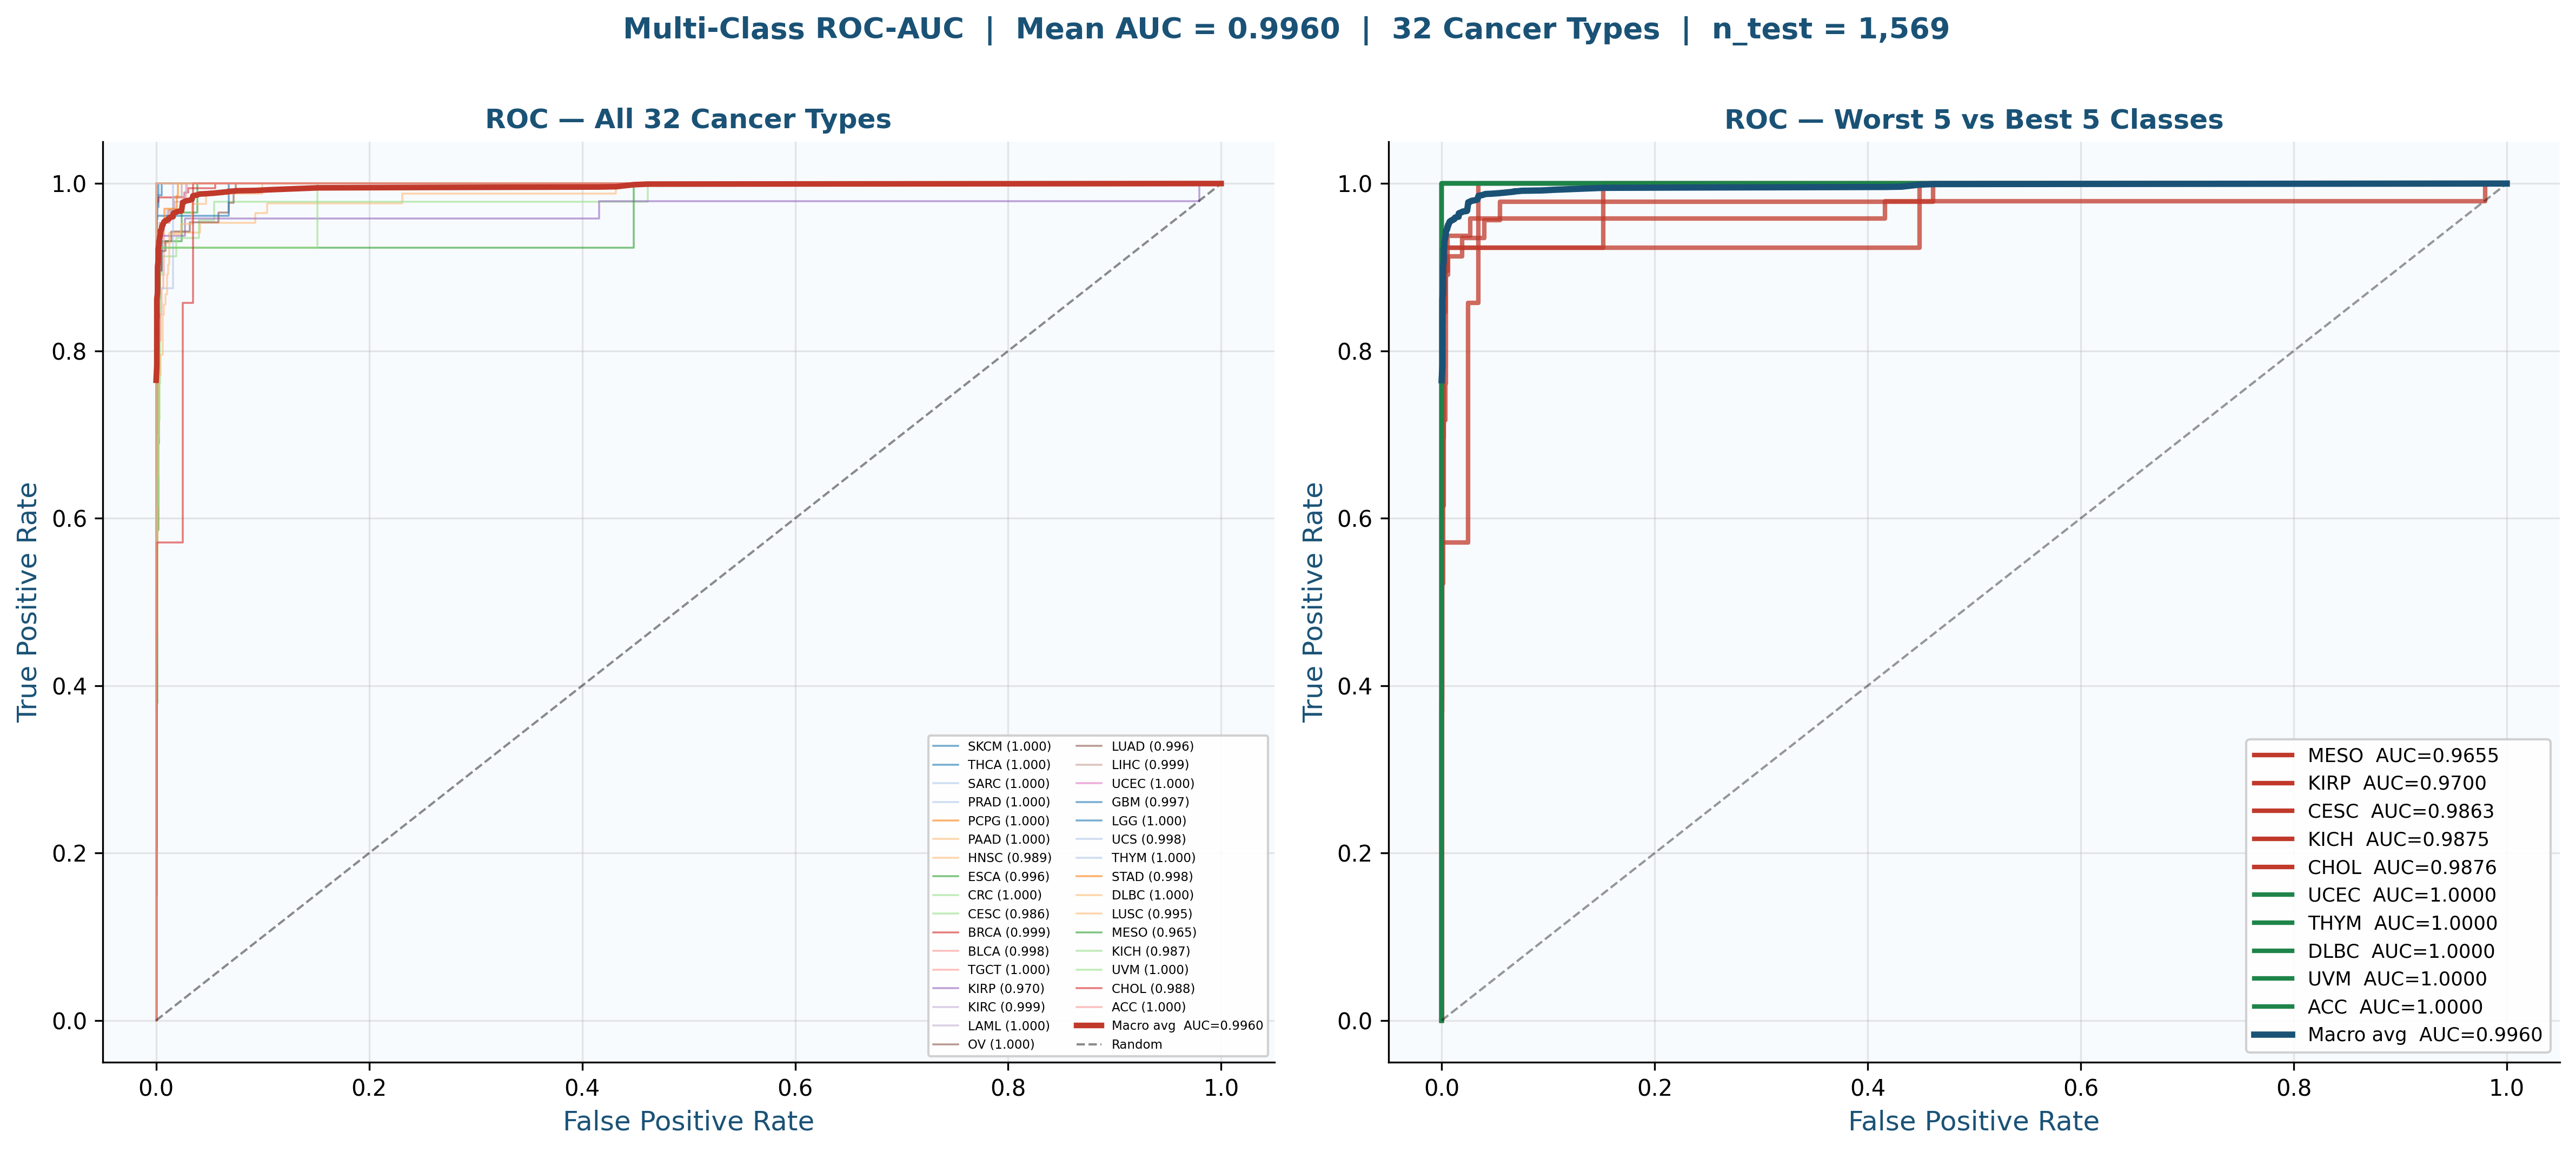 Multi-Class ROC-AUC | Mean AUC = 0.9960 | 32 Cancer Types | n_test = 1,569
ROC — All 32 Cancer Types
True Positive Rate
1.0
0.8
0.6
0.4
0.2
0.0
0.0 0.2 0.4 0.6 0.8 1.0
False Positive Rate
SKCM (1.000)
THCA (1.000)
SARC (1.000)
PRAD (1.000)
PCPG (1.000)
PAAD (1.000)
HNSC (0.989)
ESCA (0.996)
CRC (1.000)
CESC (0.986)
BRCA (0.999)
BLCA (0.998)
TGCT (1.000)
KIRP (0.970)
KIRC (0.999)
LAML (1.000)
OV (1.000)
LUAD (0.996)
LIHC (0.999)
UCEC (1.000)
GBM (0.997)
LGG (1.000)
UCS (0.998)
THYM (1.000)
STAD (0.998)
DLBC (1.000)
LUSC (0.995)
MESO (0.965)
KICH (0.987)
UVM (1.000)
CHOL (0.988)
ACC (1.000)
Macro avg AUC=0.9960
Random
ROC — Worst 5 vs Best 5 Classes
True Positive Rate
1.0
0.8
0.6
0.4
0.2
0.0
0.0 0.2 0.4 0.6 0.8 1.0
False Positive Rate
MESO AUC=0.9655
KIRP AUC=0.9700
CESC AUC=0.9863
KICH AUC=0.9875
CHOL AUC=0.9876
UCEC AUC=1.0000
THYM AUC=1.0000
DLBC AUC=1.0000
UVM AUC=1.0000
ACC AUC=1.0000
Macro avg AUC=0.9960